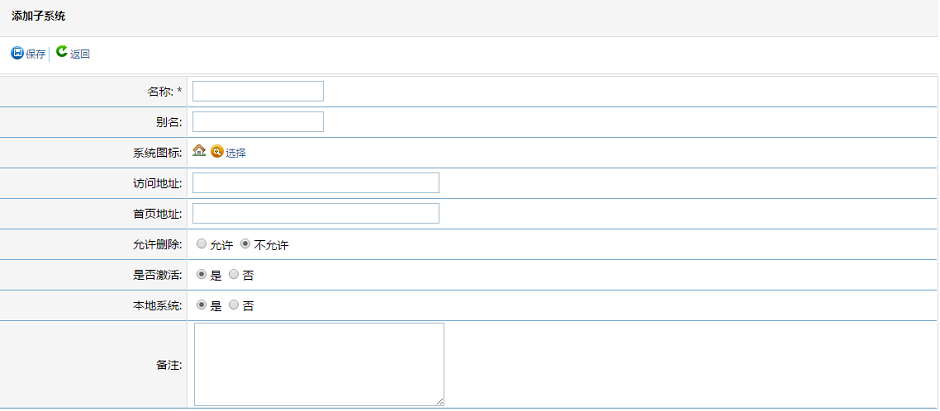 添加子系统
保存 返回
名称: *
别名:
系统图标: 选择
访问地址:
首页地址:
允许删除: 允许 不允许
是否激活: 是 否
本地系统: 是 否
备注: